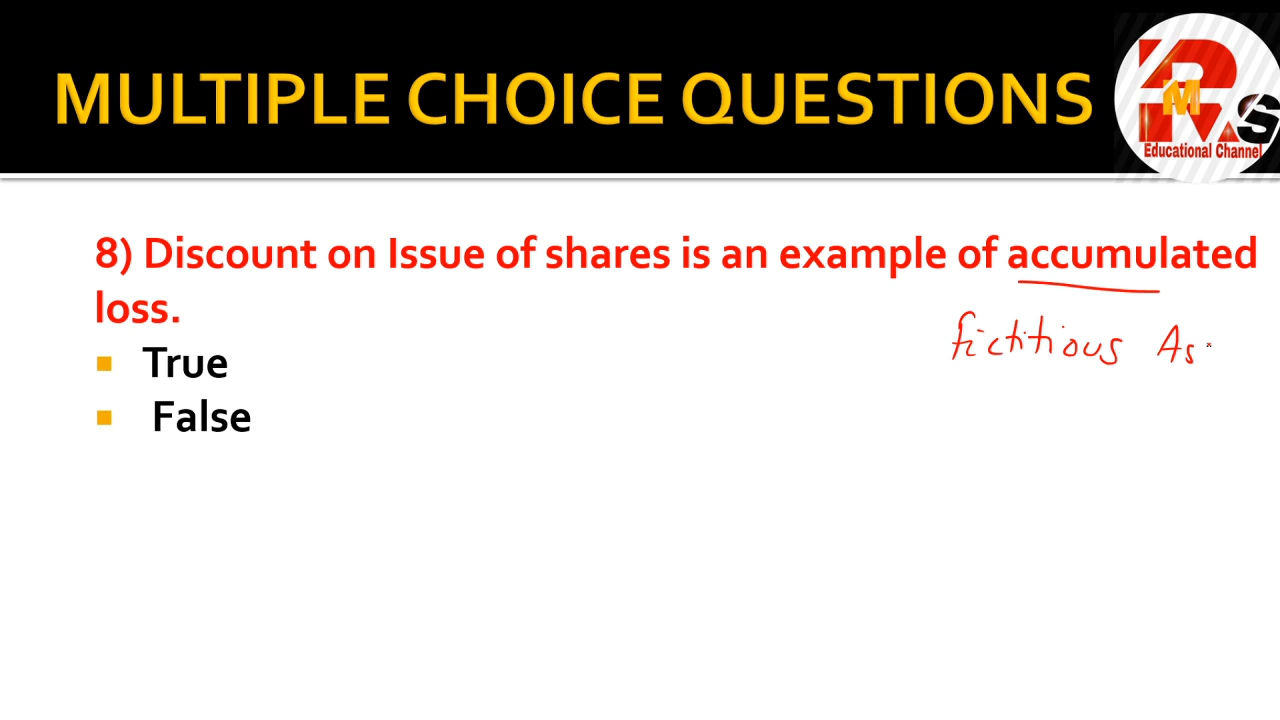 MULTIPLE CHOICE QUESTIONS
R
M
S
Educational Channel
8) Discount on Issue of shares is an example of accumulated
loss.
fictitious As
True
False